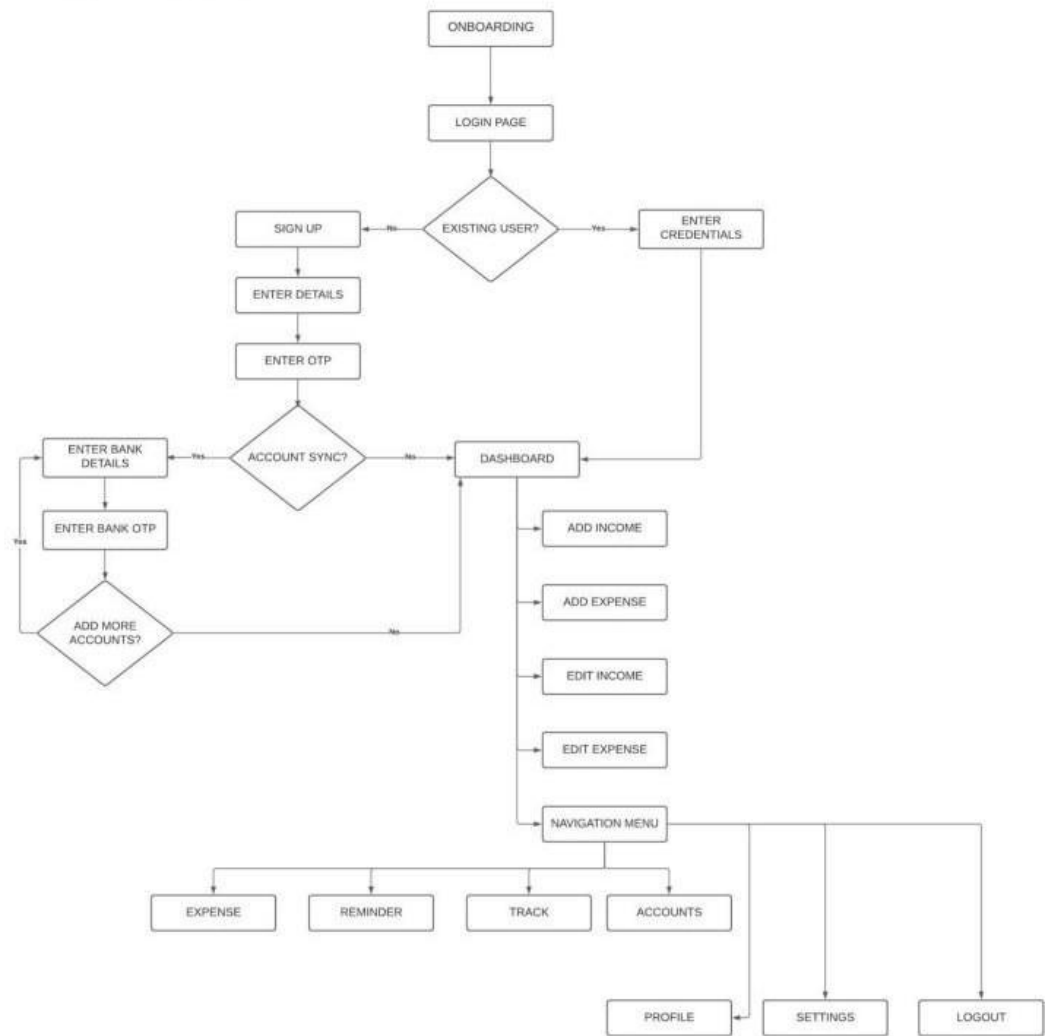 ONBOARDING
LOGIN PAGE
EXISTING USER?
No
Yes
SIGN UP
ENTER
CREDENTIALS
ENTER DETAILS
ENTER OTP
ACCOUNT SYNC?
Yes
No
ENTER BANK
DETAILS
DASHBOARD
ENTER BANK OTP
Yes
ADD MORE
ACCOUNTS?
No
ADD INCOME
ADD EXPENSE
EDIT INCOME
EDIT EXPENSE
NAVIGATION MENU
EXPENSE
REMINDER
TRACK
ACCOUNTS
PROFILE
SETTINGS
LOGOUT